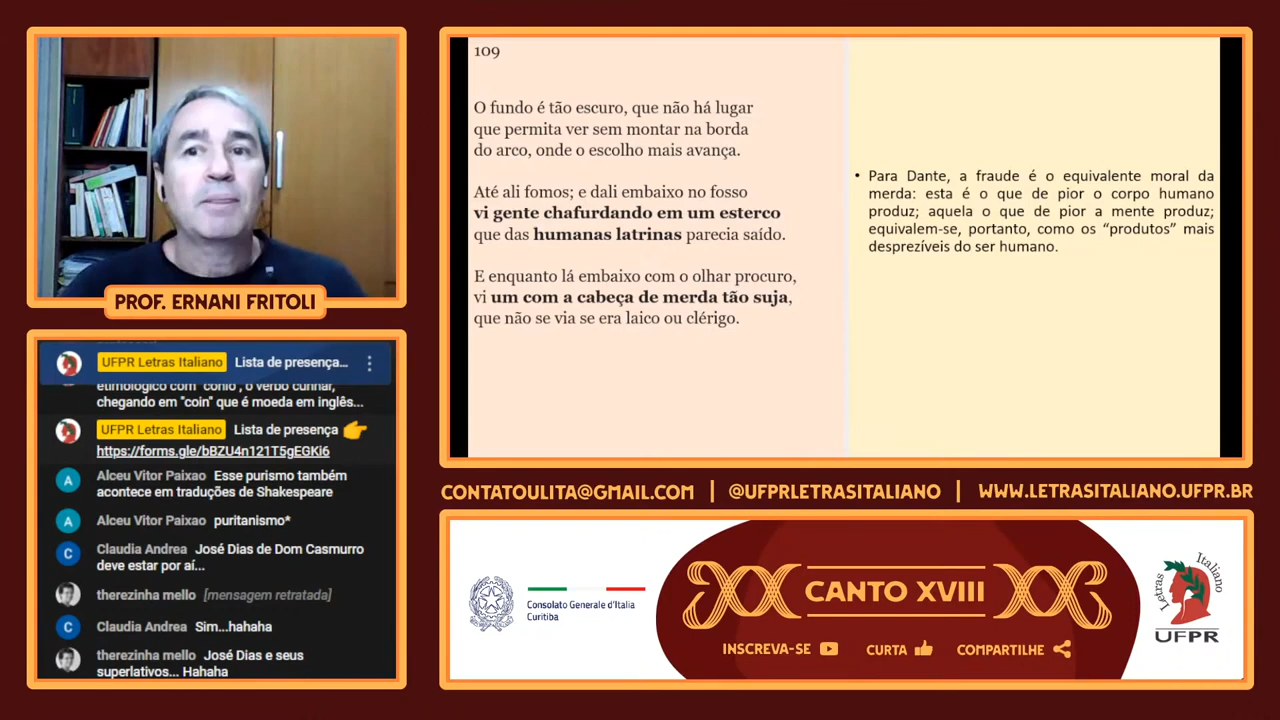 PROF. ERNANI FRITOLI
UFPR Letras Italiano Lista de presença...
etimológico com "conio", o verbo cunhar,
chegando em "coin" que é moeda em inglês...
UFPR Letras Italiano Lista de presença 👉
https://forms.gle/bBZU4n121T5gEGKi6
A Alceu Vitor Paixao Esse purismo também
acontece em traduções de Shakespeare
A Alceu Vitor Paixao puritanismo*
C Claudia Andrea José Dias de Dom Casmurro
deve estar por aí...
therezinha mello [mensagem retratada]
C Claudia Andrea Sim...hahaha
therezinha mello José Dias e seus
superlativos... Hahaha
109
O fundo é tão escuro, que não há lugar
que permita ver sem montar na borda
do arco, onde o escolho mais avança.
Até ali fomos; e dali embaixo no fosso
vi gente chafurdando em um esterco
que das humanas latrinas parecia saído.
E enquanto lá embaixo com o olhar procuro,
vi um com a cabeça de merda tão suja,
que não se via se era laico ou clérigo.
• Para Dante, a fraude é o equivalente moral da
merda: esta é o que de pior o corpo humano
produz; aquela o que de pior a mente produz;
equivalem-se, portanto, como os “produtos” mais
desprezíveis do ser humano.
CONTATOULITA@GMAIL.COM | @UFPRLETRASITALIANO | WWW.LETRASITALIANO.UFPR.BR
Consolato Generale d'Italia
Curitiba
CANTO XVIII
INSCREVA-SE CURTA COMPARTILHE
Letras Italiano
UFPR